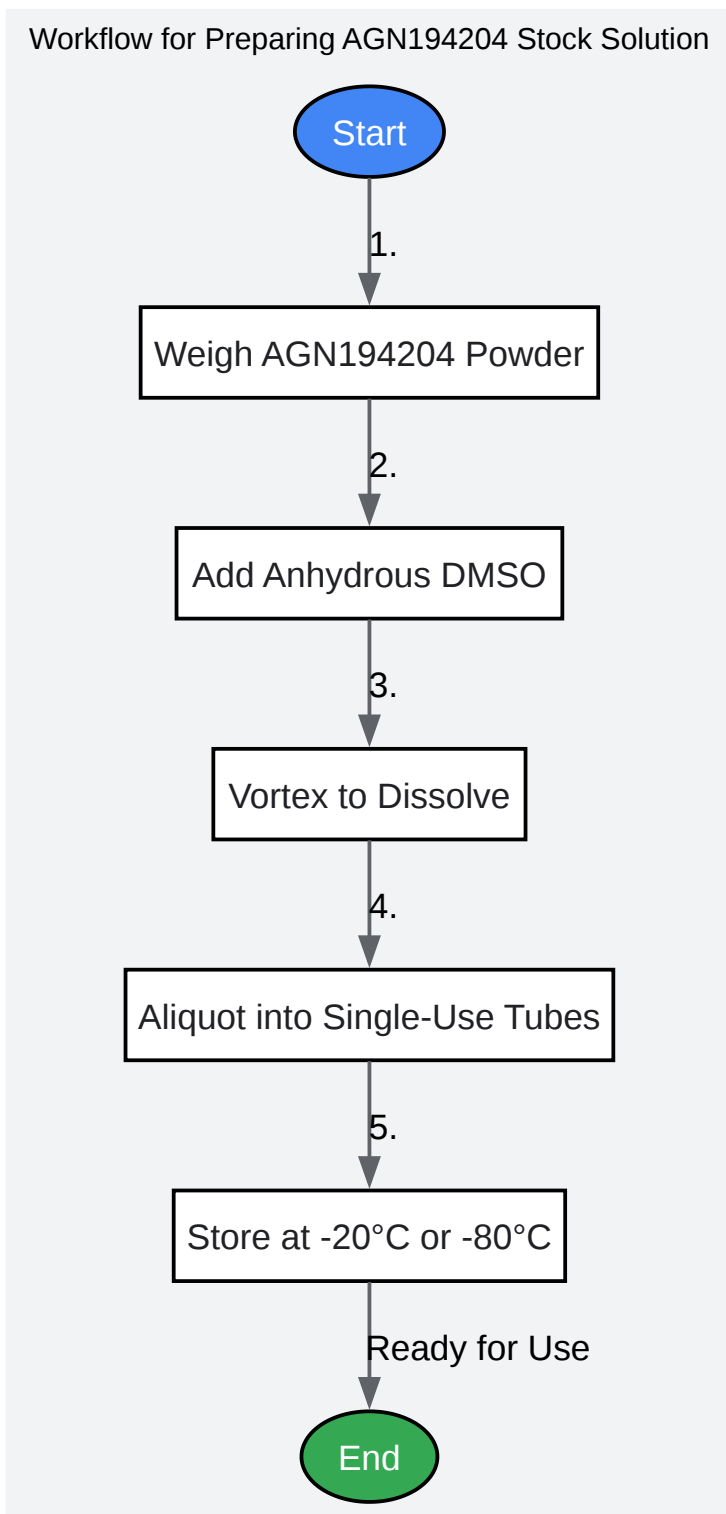 Workflow for Preparing AGN194204 Stock Solution
Start
1.
Weigh AGN194204 Powder
2.
Add Anhydrous DMSO
3.
Vortex to Dissolve
4.
Aliquot into Single-Use Tubes
5.
Store at -20°C or -80°C
Ready for Use
End